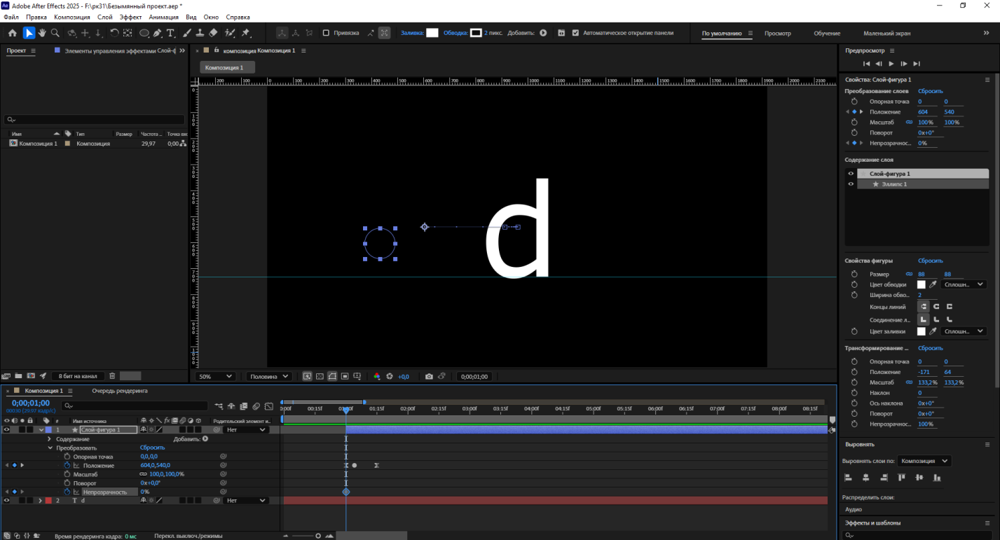 Adobe After Effects 2025 - F:\рк31\Безымянный проект.aep *
Файл Правка Композиция Слой Эффект Анимация Вид Окно Справка
Привязка Заливка: Обводка: 2 пикс. Добавить: Автоматическое открытие панели По умолчанию Просмотр Обучение Маленький экран
Проект Элементы управления эффектами Слой-ф
композиция Композиция 1
Композиция 1
200 100 0 100 200 300 400 500 600 700 800 900 1000 1100 1200 1300 1400 1500 1600 1700 1800 1900 2000 2100
Имя Тип Размер Частота .. Точка вх
Композиция 1 Композиция 29,97 0;00
d
8 бит на канал
50% Половина +0,0 0;00;01;00
Предпросмотр
Свойства: Слой-фигура 1
Преобразование слоев Сбросить
Опорная точка 0 0
Положение 604 540
Масштаб 100% 100%
Поворот 0x+0°
Непрозрачнос... 0%
Содержание слоя
Слой-фигура 1
Эллипс 1
Свойства фигуры Сбросить
Размер 88 88
Цвет обводки Сплошн..
Ширина обво... 2
Концы линий
Соединение л...
Цвет заливки Сплошн..
Трансформирование ... Сбросить
Опорная точка 0 0
Положение -171 64
Масштаб 133,2% 133,2%
Наклон 0
Ось наклона 0x+0°
Поворот 0x+0°
Непрозрачнос... 100%
Выровнять
Выровнять слои по: Композиция
Распределить слои:
Аудио
Эффекты и шаблоны
Композиция 1 Очередь рендеринга
0;00;01;00
00030 (29.97 кадр/с)
00:15f 01:00f 01:15f 02:00f 02:15f 03:00f 03:15f 04:00f 04:15f 05:00f 05:15f 06:00f 06:15f 07:00f 07:15f 08:00f 08:15f
# Имя источника fx Родительский элемент и..
1 Слой-фигура 1 Нет
Содержание Добавить:
Преобразовать Сбросить
Опорная точка 0,0,0,0
Положение 604,0,540,0
Масштаб 100,0,100,0%
Поворот 0x+0,0°
Непрозрачность 0%
2 T d Нет
Время рендеринга кадра: 0 мс Перекл. выключ./режимы